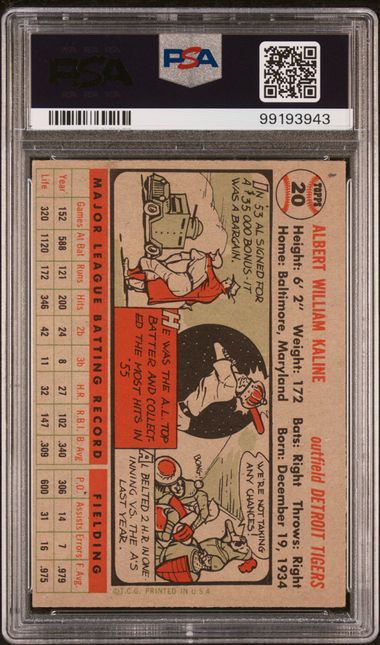 PSA
PSA
99193943
TOPPS
20
ALBERT WILLIAM KALINE
outfield DETROIT TIGERS
Height: 6' 2" Weight: 172 Bats: Right Throws: Right
Home: Baltimore, Maryland Born: December 19, 1934
IN 53 AL SIGNED FOR
A $35,000 BONUS-IT
WAS A BARGAIN.
HE WAS THE A.L. TOP
BATTER AND COLLECT-
ED THE MOST HITS IN
'55
WE'RE NOT TAKING
ANY CHANCES
BONG!
AL BELTED 2 H.R. IN ONE
INNING VS. THE A'S
LAST YEAR.
MAJOR LEAGUE BATTING RECORD FIELDING
Games At Bat Runs Hits 2b 3b H.R. R.B.I. B. Avg. P.O. Assists Errors F. Avg.
Year 152 588 121 200 24 8 27 102 .340 306 14 7 .979
Life 320 1120 172 346 42 11 32 147 .309 600 31 16 .975
©T.C.G. PRINTED IN U.S.A